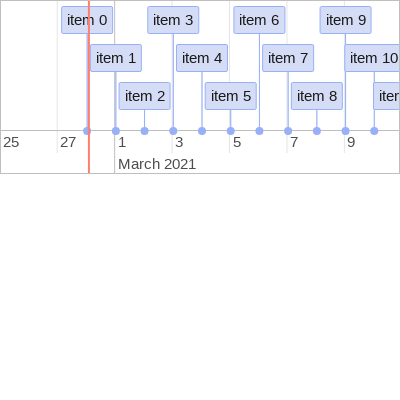 item 0 item 3 item 6 item 9
item 1 item 4 item 7 item 10
item 2 item 5 item 8
25 27 1 3 5 7 9
March 2021